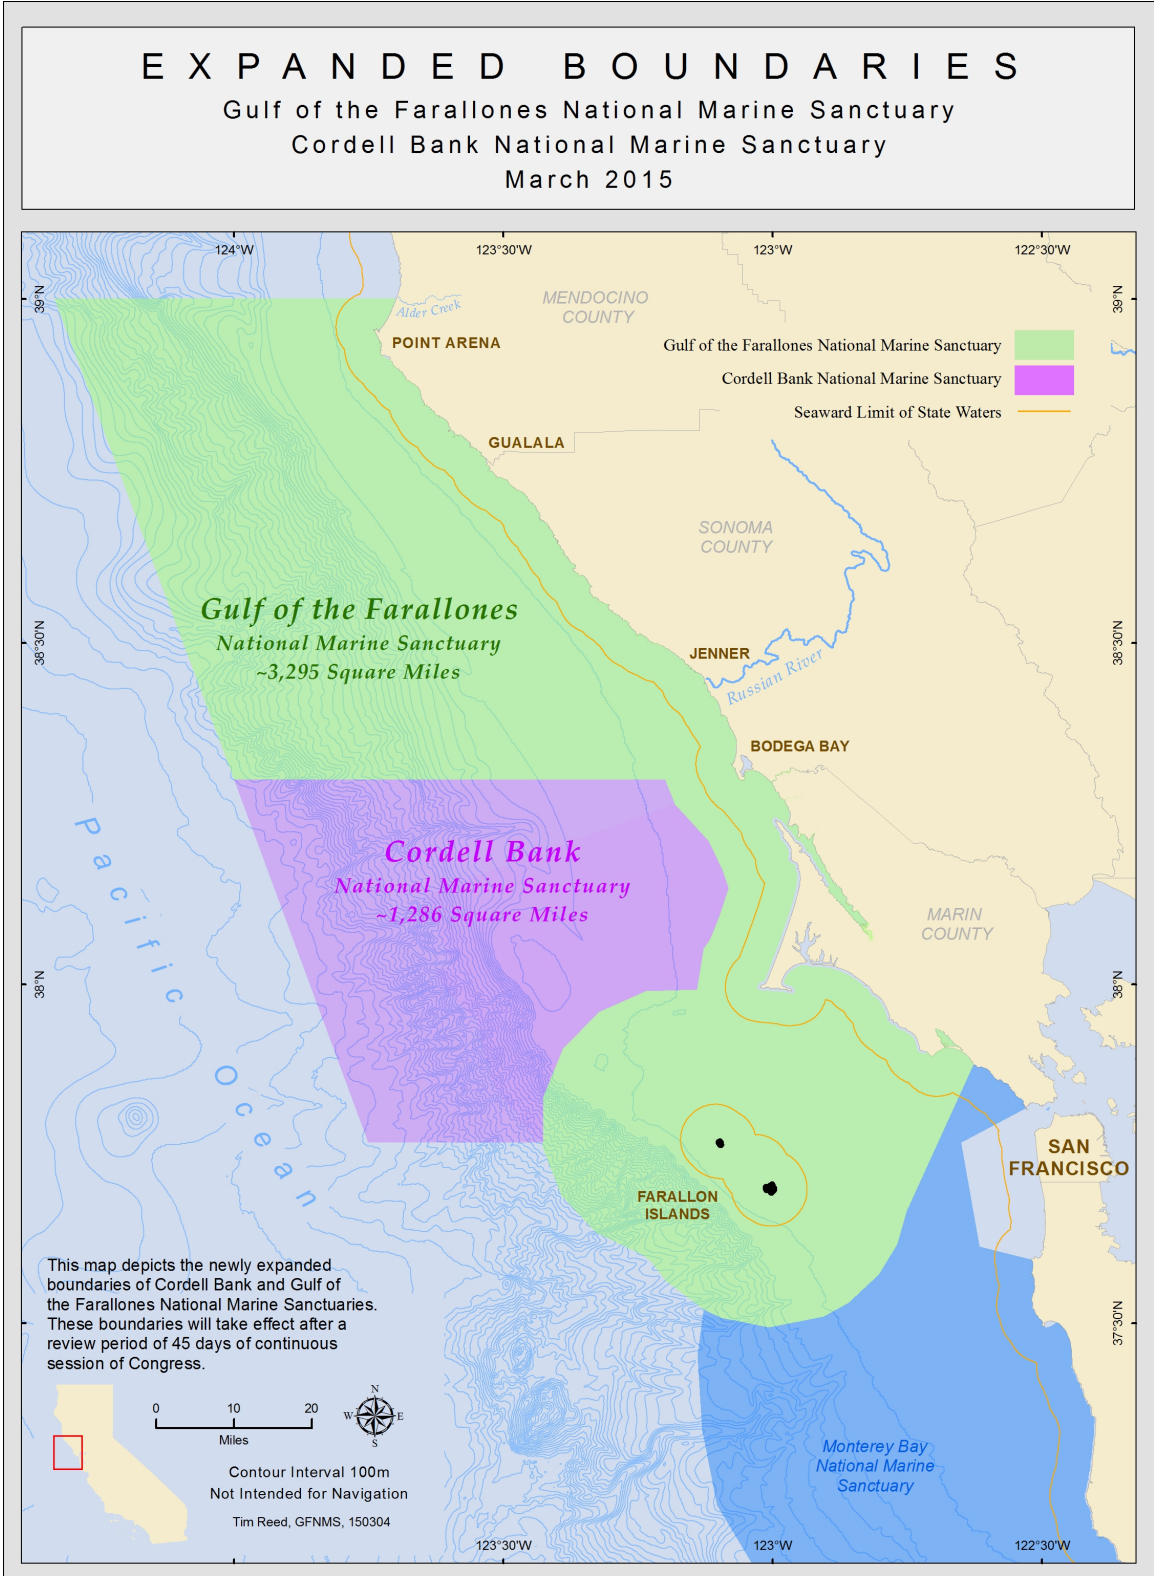 EXPANDED BOUNDARIES
Gulf of the Farallones National Marine Sanctuary
Cordell Bank National Marine Sanctuary
March 2015
124°W
123°30'W
123°W
122°30'W
39°N
39°N
Alder Creek
MENDOCINO
COUNTY
POINT ARENA
Gulf of the Farallones National Marine Sanctuary
Cordell Bank National Marine Sanctuary
Seaward Limit of State Waters
GUALALA
SONOMA
COUNTY
Gulf of the Farallones
National Marine Sanctuary
~3,295 Square Miles
38°30'N
38°30'N
JENNER
Russian River
BODEGA BAY
Cordell Bank
National Marine Sanctuary
~1,286 Square Miles
MARIN
COUNTY
Pacific
Ocean
38°N
38°N
SAN
FRANCISCO
FARALLON
ISLANDS
This map depicts the newly expanded
boundaries of Cordell Bank and Gulf of
the Farallones National Marine Sanctuaries.
These boundaries will take effect after a
review period of 45 days of continuous
session of Congress.
37°30'N
0 10 20
Miles
N
W E
S
Contour Interval 100m
Not Intended for Navigation
Tim Reed, GFNMS, 150304
Monterey Bay
National Marine
Sanctuary
123°30'W
123°W
122°30'W